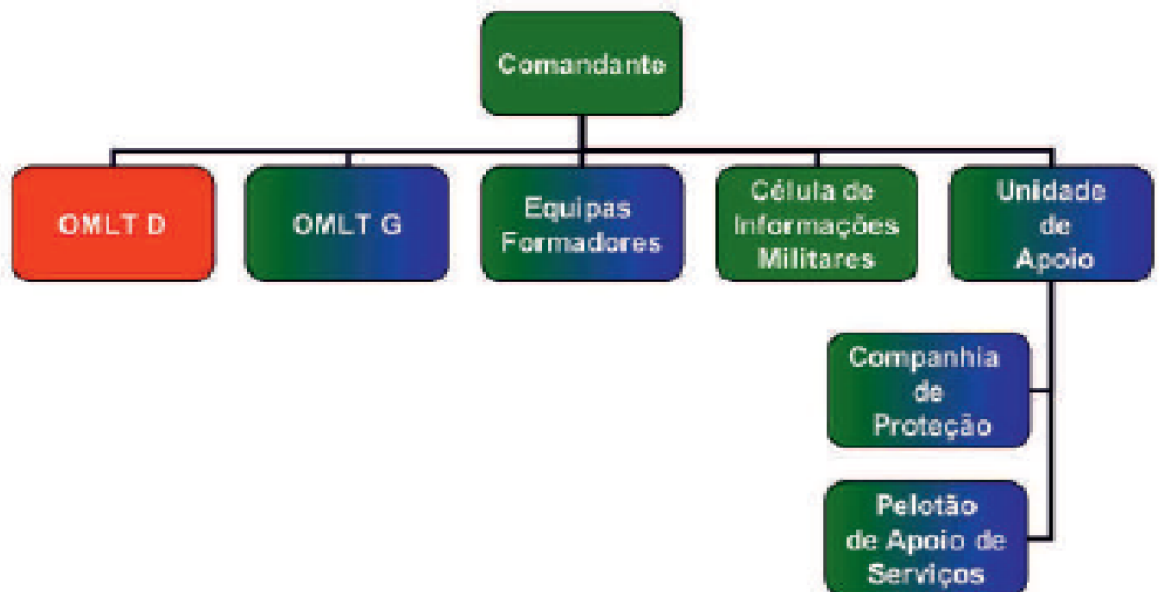 Comandante
OMLT D
OMLT G
Equipas
Formadores
Célula de
Informações
Militares
Unidade
de
Apoio
Companhia
de
Proteção
Pelotão
de Apoio de
Serviços